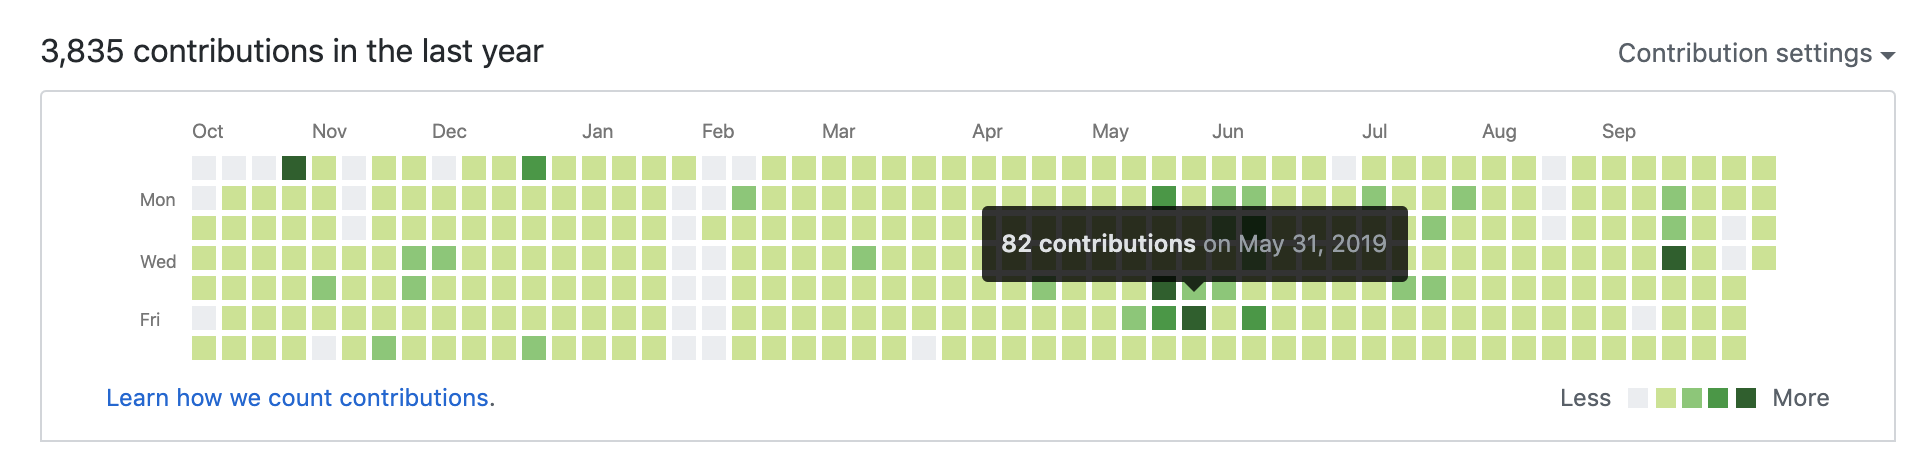 3,835 contributions in the last year
Contribution settings
Oct Nov Dec Jan Feb Mar Apr May Jun Jul Aug Sep
Mon
82 contributions on May 31, 2019
Wed
Fri
Learn how we count contributions.
Less More